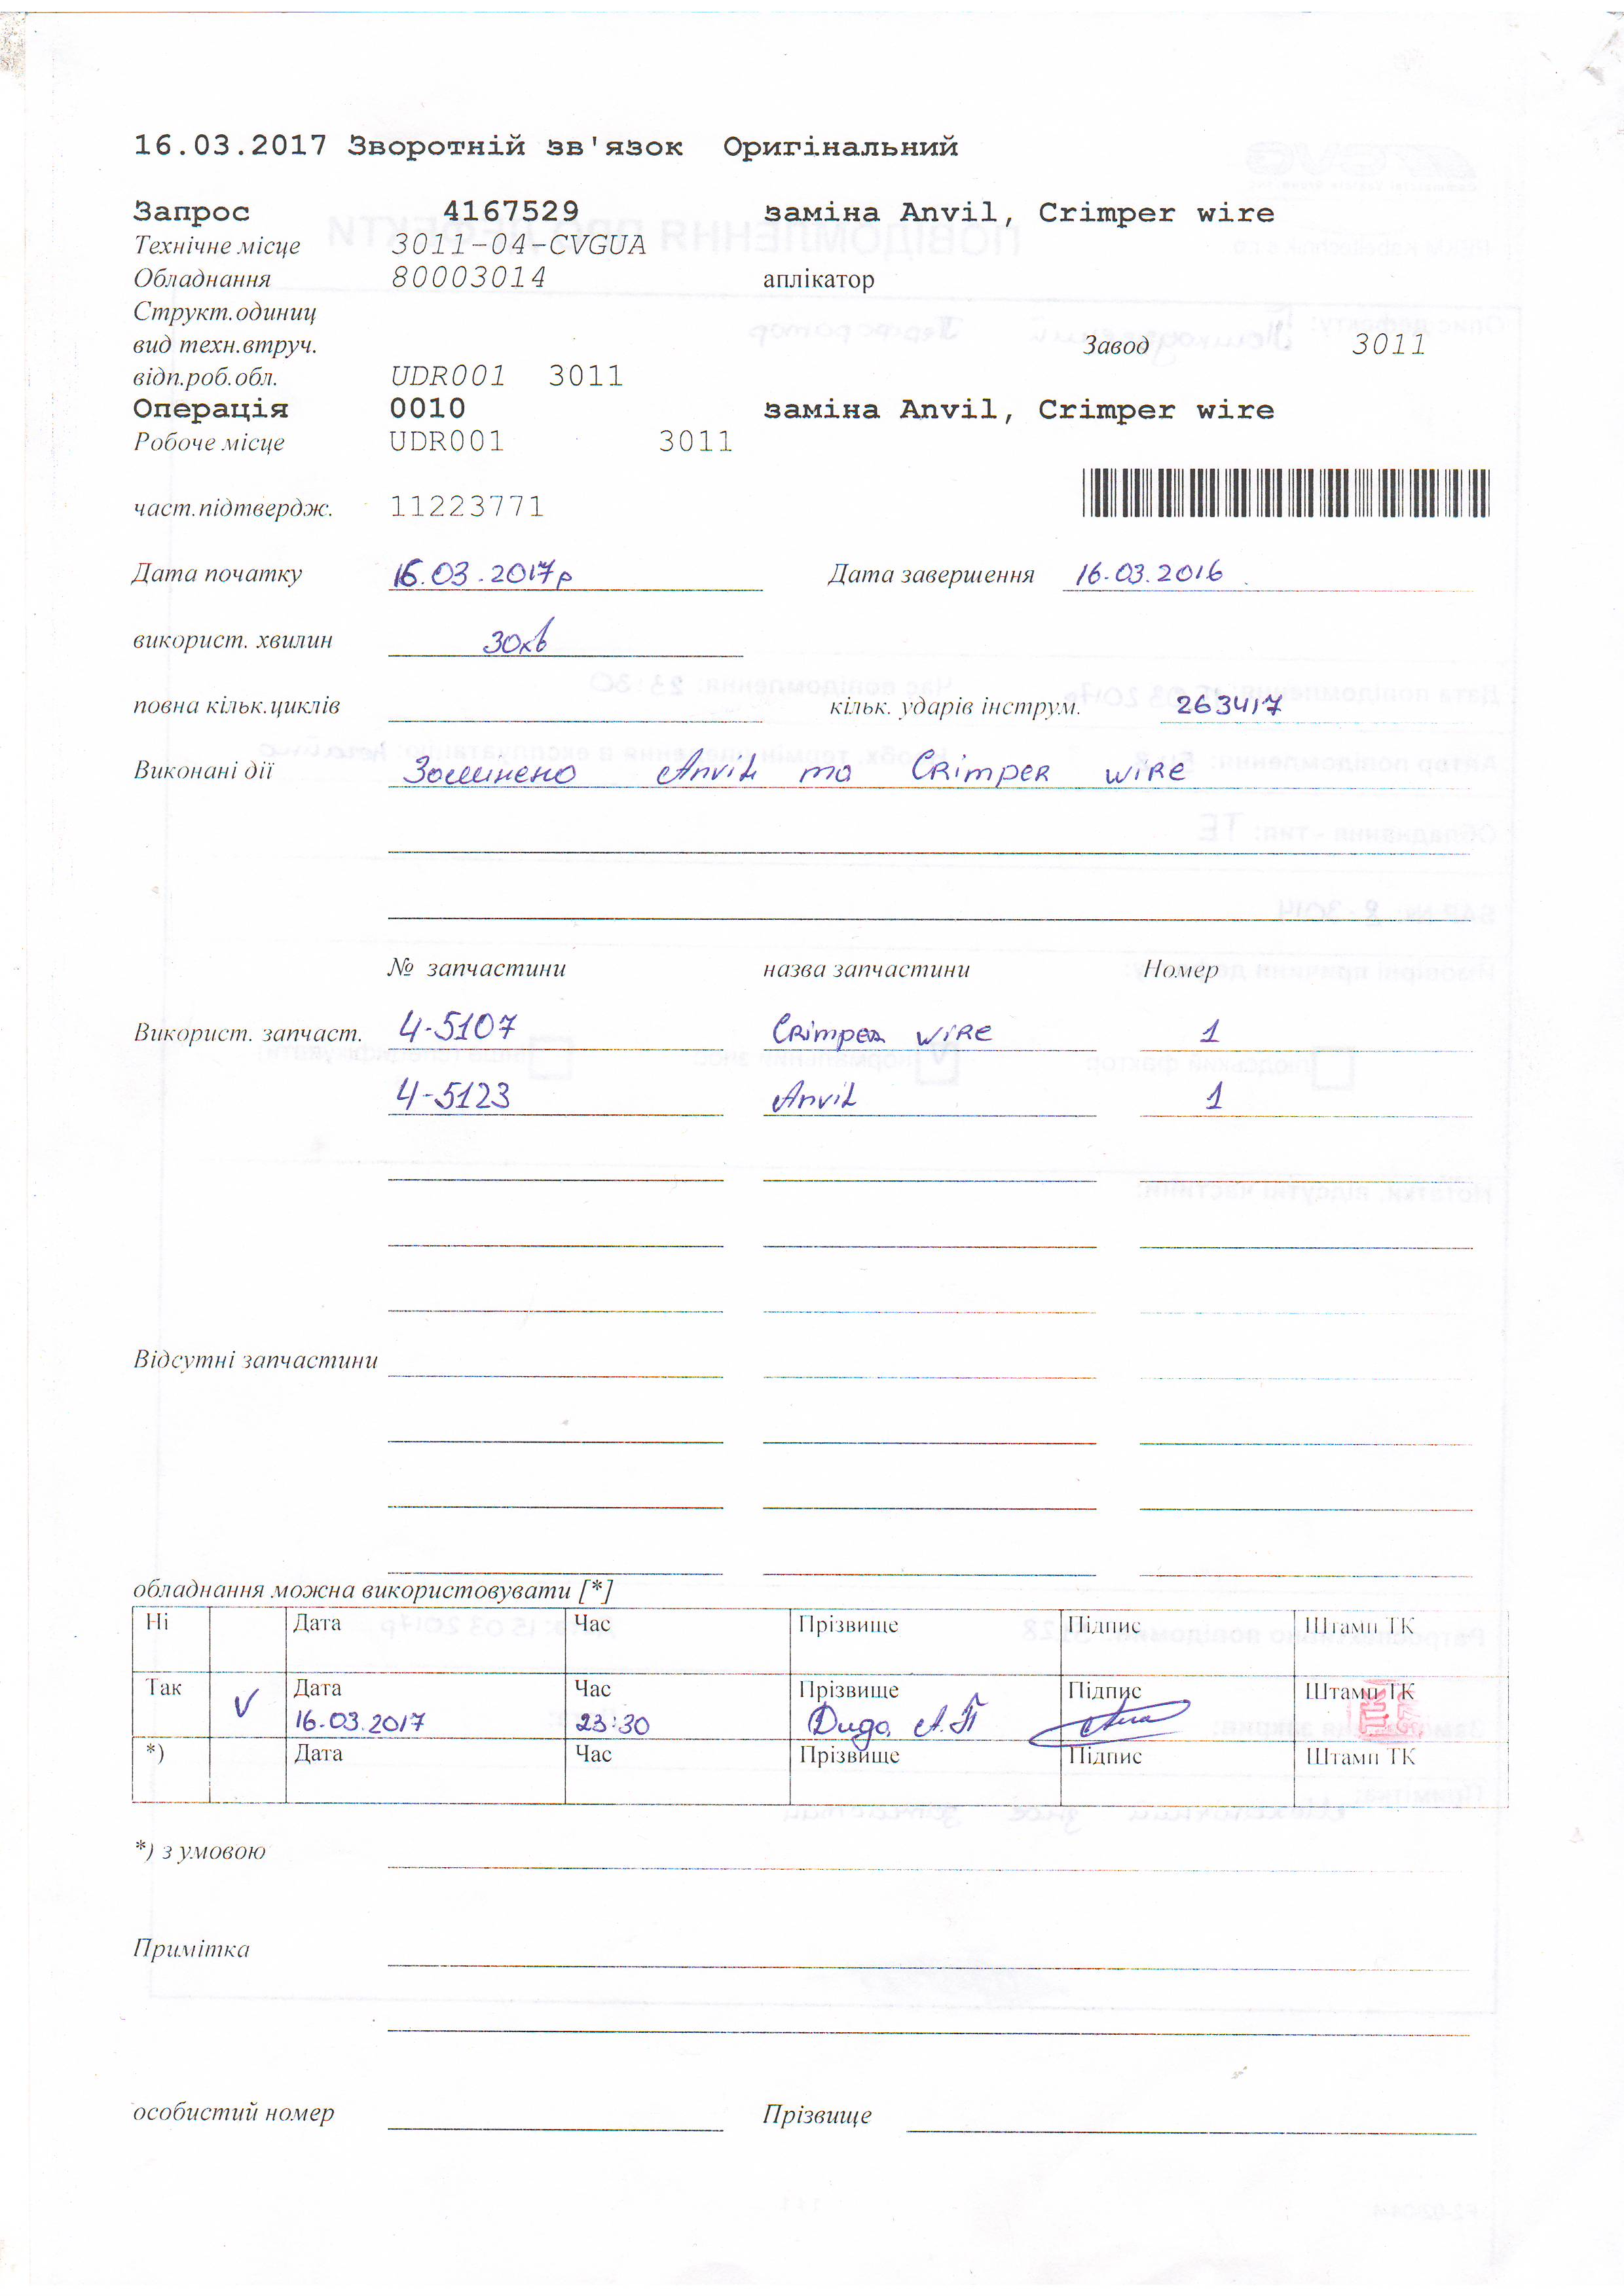 16.03.2017 Зворотній зв'язок Оригінальний
Запрос 4167529 заміна Anvil, Crimper wire
Технічне місце 3011-04-CVGUA
Обладнання 80003014 аплікатор
Структ.одиниц
вид техн.втруч. Завод 3011
відп.роб.обл. UDR001 3011
Операція 0010 заміна Anvil, Crimper wire
Робоче місце UDR001 3011
част.підтвердж. 11223771
Дата початку 16.03.2017р Дата завершення 16.03.2016
використ. хвилин 30хв
повна кільк.циклів кільк. ударів інструм. 263417
Виконані дії Замінено Anvil та Crimper wire
№ запчастини назва запчастини Номер
Використ. запчаст. 4-5107 Crimper wire 1
4-5123 Anvil 1
Відсутні запчастини
обладнання можна використовувати [*]
Ні Дата Час Прізвище Підпис Штамп ТК
Так V Дата Час Прізвище Підпис Штамп ТК
16.03.2017 23:30 Дидо А.П
*) Дата Час Прізвище Підпис Штамп ТК
*) з умовою
Примітка
особистий номер Прізвище